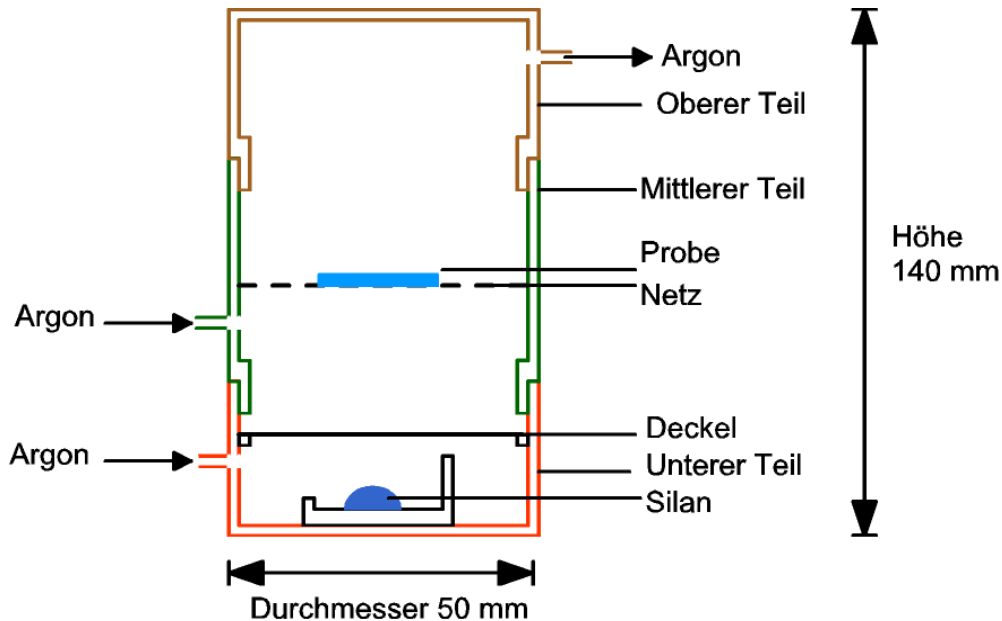 Argon
Oberer Teil
Mittlerer Teil
Probe
Netz
Höhe
140 mm
Argon
Deckel
Argon
Unterer Teil
Silan
Durchmesser 50 mm